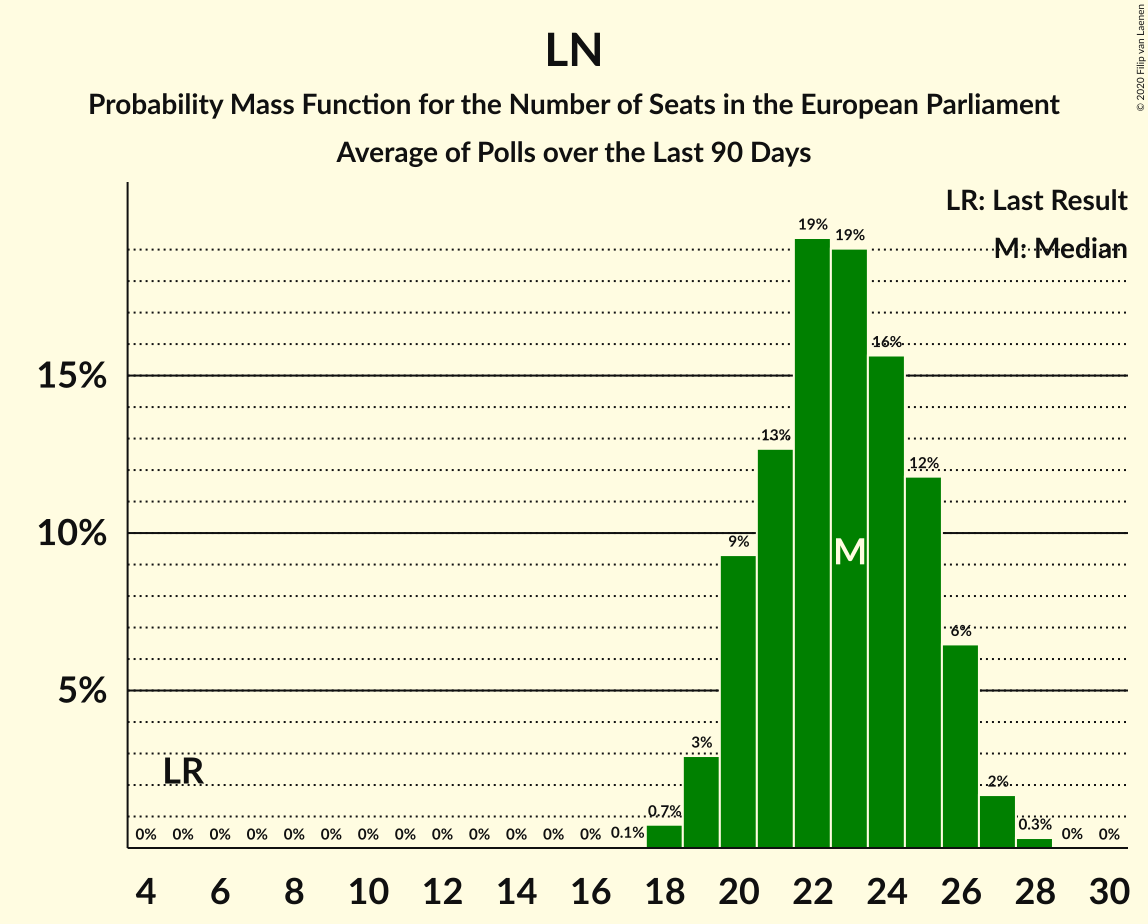 LN
Probability Mass Function for the Number of Seats in the European Parliament
Average of Polls over the Last 90 Days
© 2020 Filip van Laenen
LR: Last Result
M: Median
19%
19%
16%
15%
13%
12%
10%
9%
M
6%
5%
3%
LR
2%
0.7%
0.3%
0% 0% 0% 0% 0% 0% 0% 0% 0% 0% 0% 0% 0% 0.1% 0% 0%
4 6 8 10 12 14 16 18 20 22 24 26 28 30